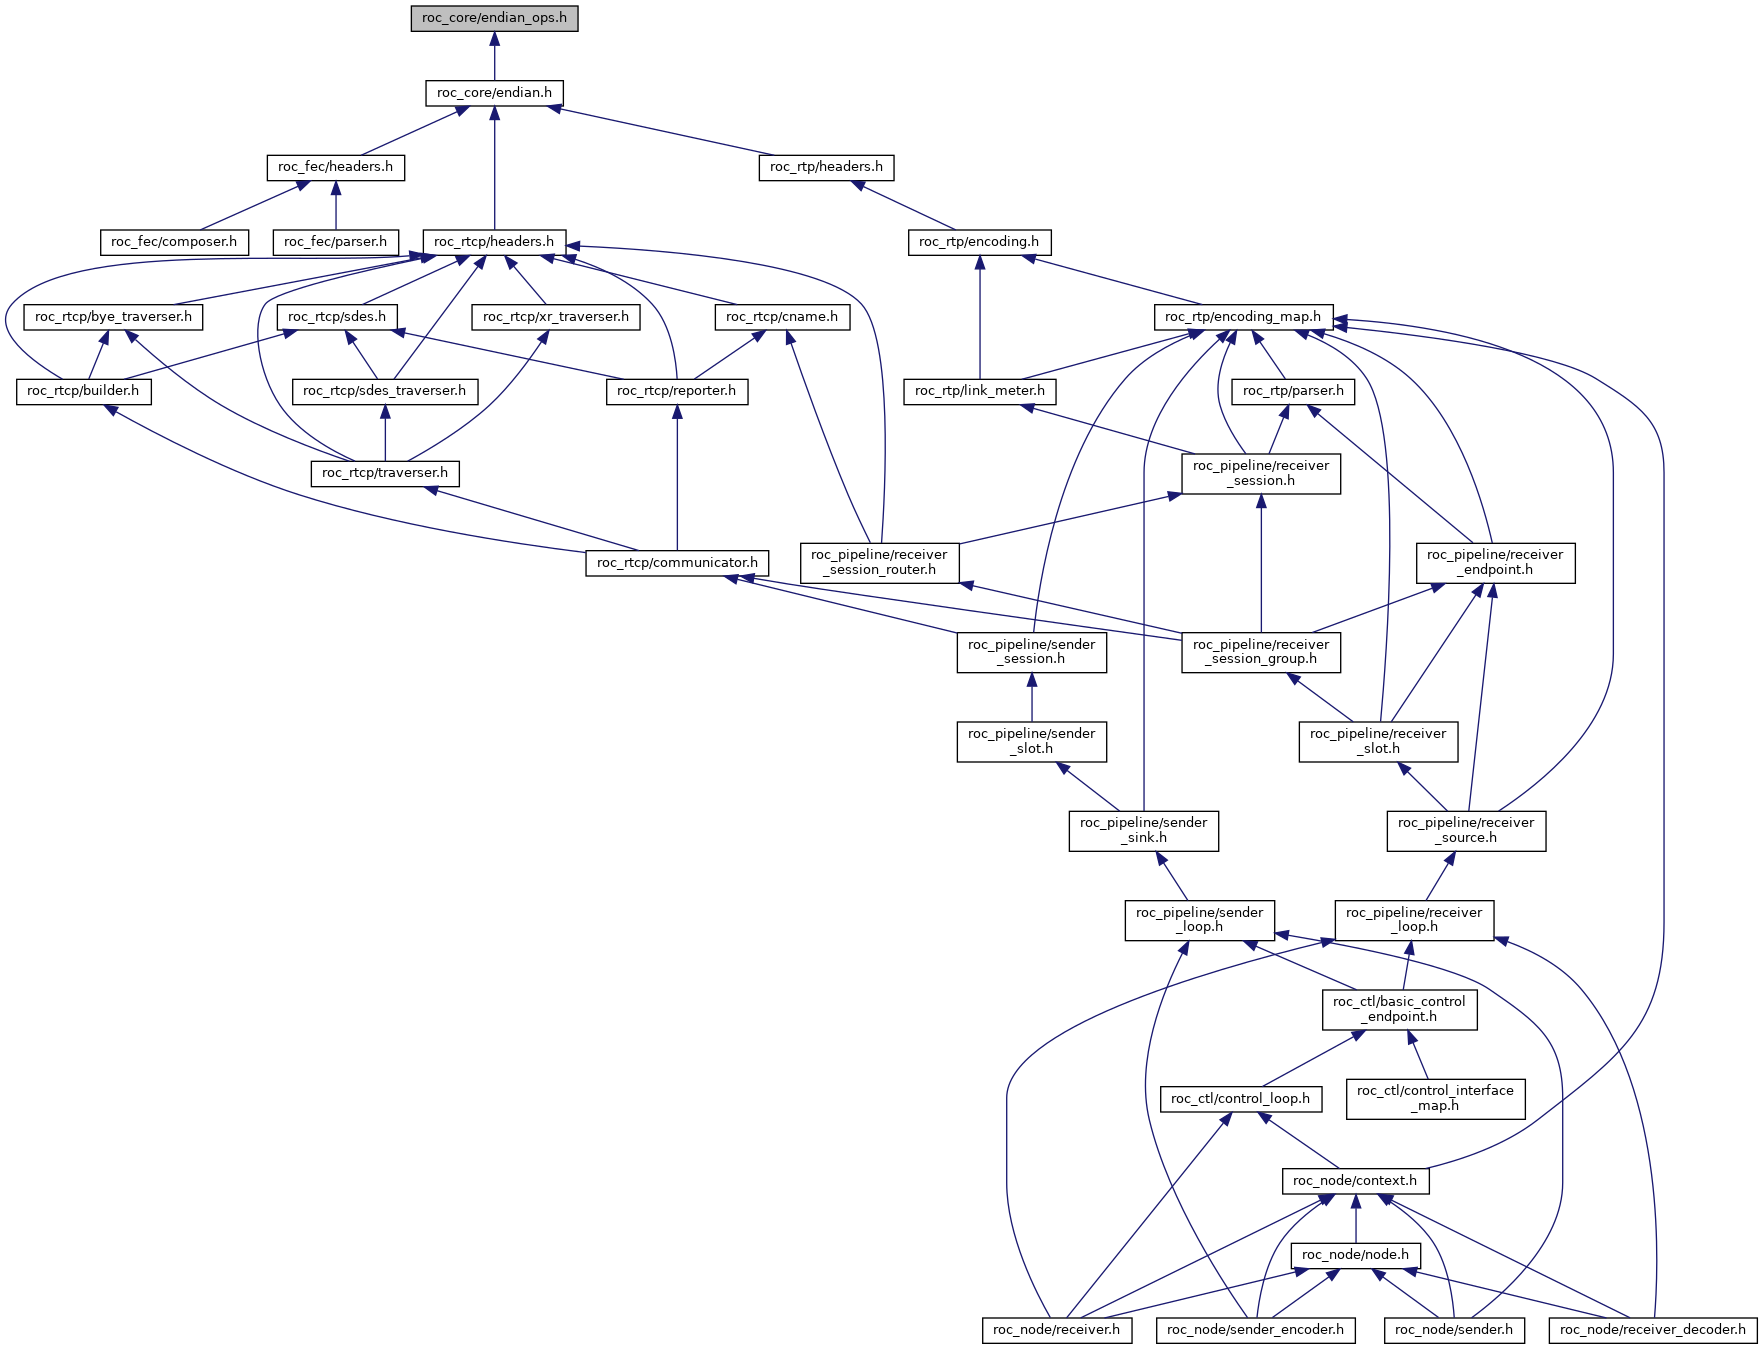 roc_core/endian_ops.h
roc_core/endian.h
roc_fec/headers.h
roc_rtp/headers.h
roc_fec/composer.h
roc_fec/parser.h
roc_rtcp/headers.h
roc_rtp/encoding.h
roc_rtcp/bye_traverser.h
roc_rtcp/sdes.h
roc_rtcp/xr_traverser.h
roc_rtcp/cname.h
roc_rtp/encoding_map.h
roc_rtcp/builder.h
roc_rtcp/sdes_traverser.h
roc_rtcp/reporter.h
roc_rtp/link_meter.h
roc_rtp/parser.h
roc_rtcp/traverser.h
roc_pipeline/receiver
_session.h
roc_rtcp/communicator.h
roc_pipeline/receiver
_session_router.h
roc_pipeline/receiver
_endpoint.h
roc_pipeline/sender
_session.h
roc_pipeline/receiver
_session_group.h
roc_pipeline/sender
_slot.h
roc_pipeline/receiver
_slot.h
roc_pipeline/sender
_sink.h
roc_pipeline/receiver
_source.h
roc_pipeline/sender
_loop.h
roc_pipeline/receiver
_loop.h
roc_ctl/basic_control
_endpoint.h
roc_ctl/control_loop.h
roc_ctl/control_interface
_map.h
roc_node/context.h
roc_node/node.h
roc_node/receiver.h
roc_node/sender_encoder.h
roc_node/sender.h
roc_node/receiver_decoder.h